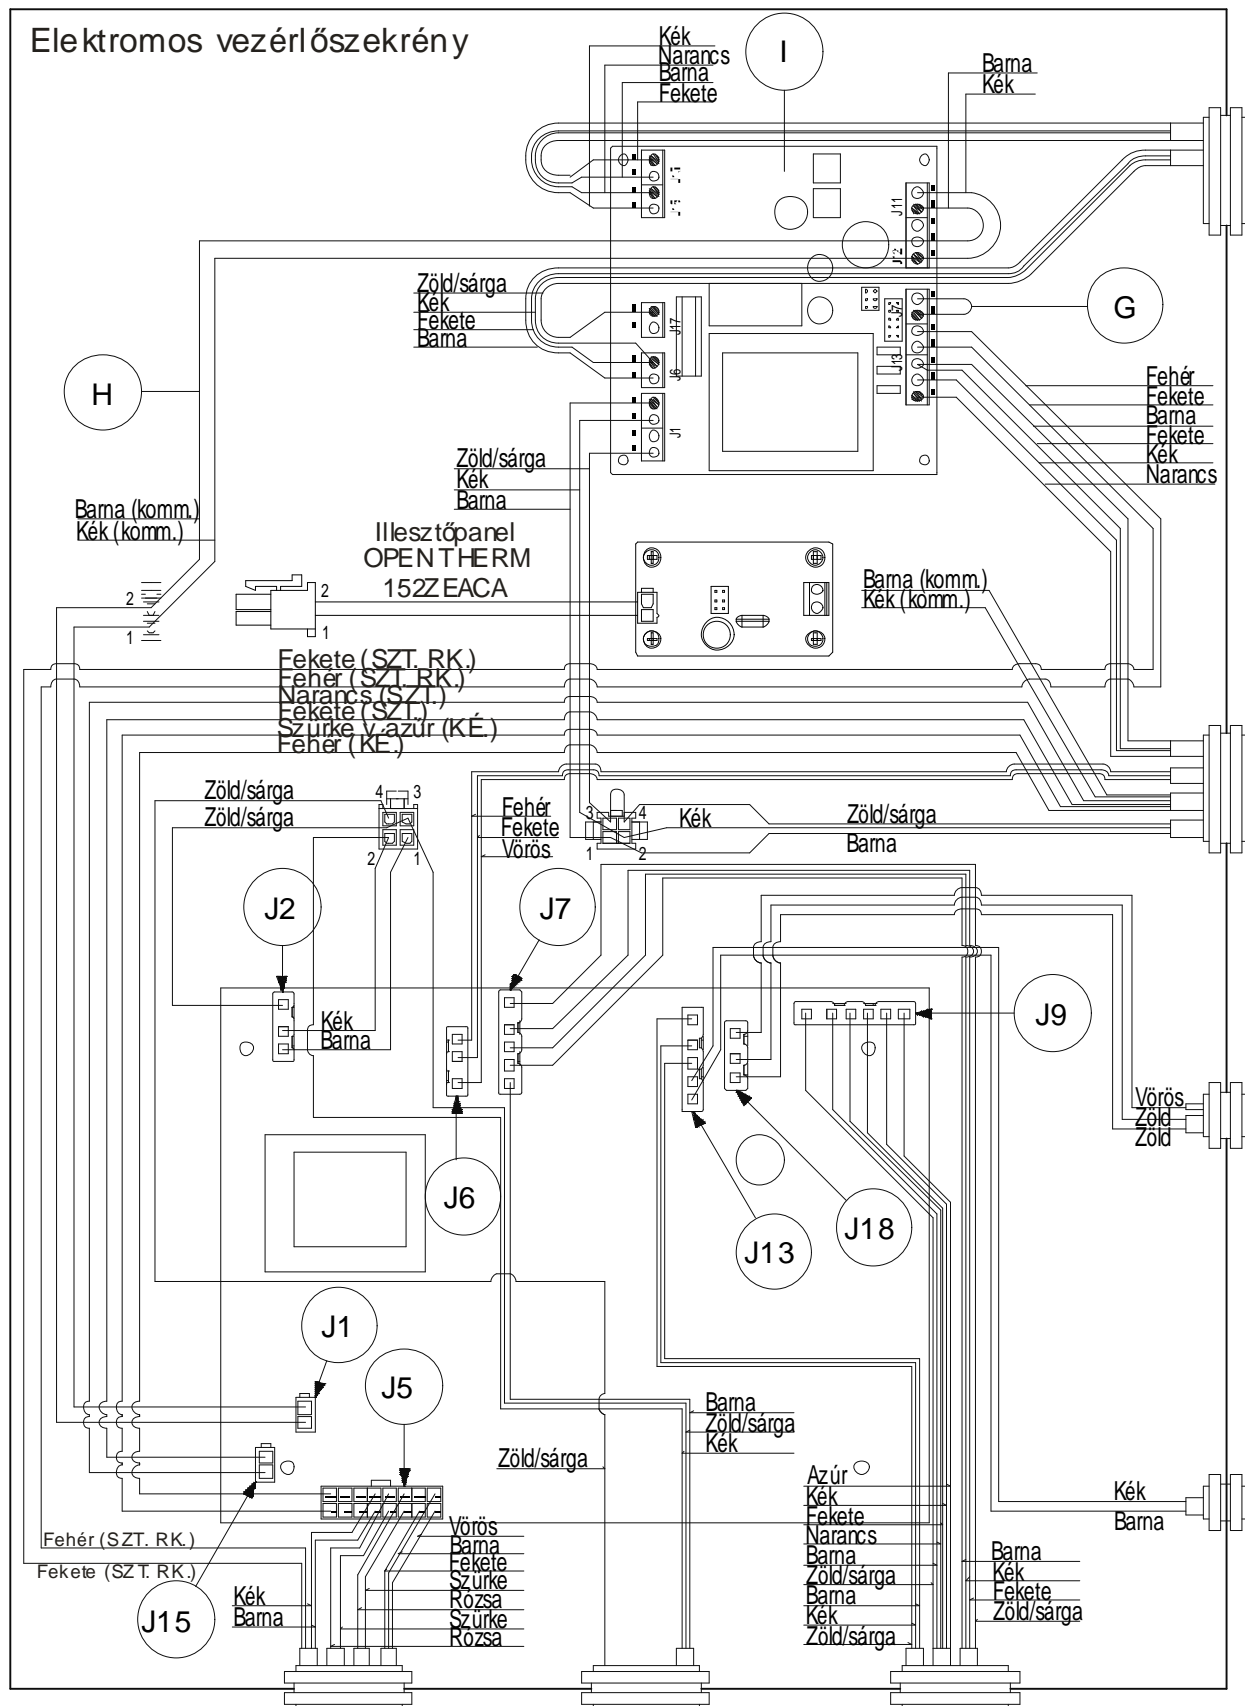 Elektromos vezérlőszekrény
Kék
Narancs
Barna
Fekete
I
Barna
Kék
J11
J12
Zöld/sárga
Kék
Fekete
Barna
J17
J6
J1
J7
J13
G
H
Fehér
Fekete
Barna
Fekete
Kék
Narancs
Zöld/sárga
Kék
Barna
Barna (komm.)
Kék (komm.)
Illesztőpanel
OPENTHERM
152ZEACA
2
1
2
1
Barna (komm.)
Kék (komm.)
Fekete (SZT. RK.)
Fehér (SZT. RK.)
Narancs (SZT.)
Fekete (SZT.)
Szürke v. azúr (KÉ.)
Fehér (KÉ.)
Zöld/sárga
4
3
Zöld/sárga
2
1
Fehér
Fekete
Vörös
3
4
1
2
Kék
Zöld/sárga
Barna
J2
J7
J9
Kék
Barna
Vörös
Zöld
Zöld
J6
J13
J18
J1
J5
Barna
Zöld/sárga
Kék
Zöld/sárga
Azúr
Kék
Fekete
Narancs
Barna
Zöld/sárga
Barna
Kék
Zöld/sárga
Kék
Barna
Barna
Kék
Fekete
Zöld/sárga
Fehér (SZT. RK.)
Fekete (SZT. RK.)
J15
Kék
Barna
Vörös
Barna
Fekete
Szürke
Rózsa
Szürke
Rózsa